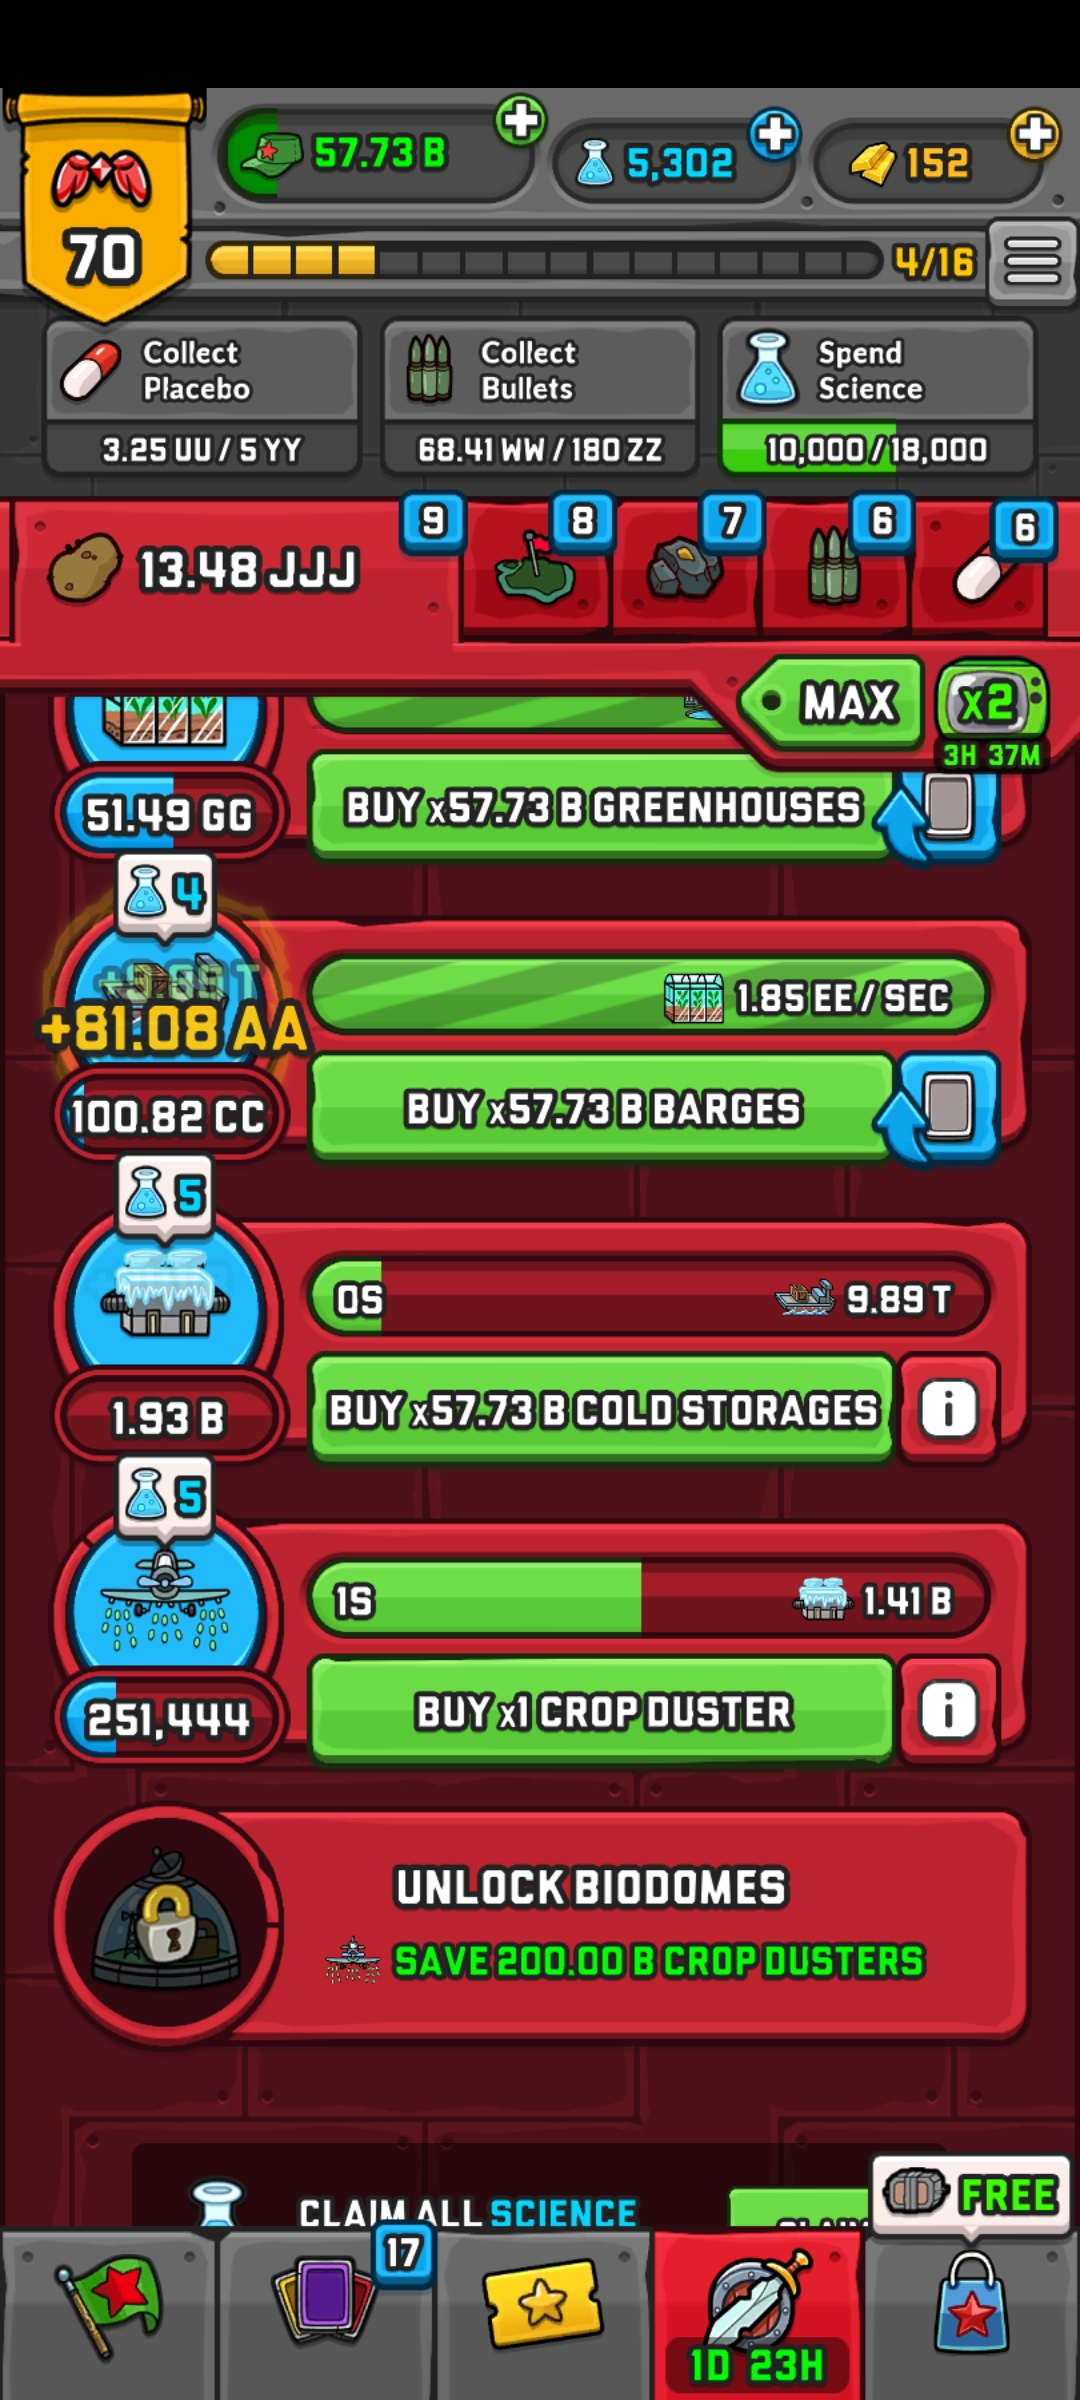 57.73 B
5,302
152
70
4/16
Collect
Placebo
3.25 UU / 5 YY
Collect
Bullets
68.41 WW / 180 ZZ
Spend
Science
10,000 / 18,000
13.48 JJJ
9
8
7
6
6
MAX
x2
3H 37M
51.49 GG
BUY x57.73 B GREENHOUSES
4
+9.89 T
+81.08 AA
1.85 EE / SEC
100.82 CC
BUY x57.73 B BARGES
5
0S
9.89 T
1.93 B
BUY x57.73 B COLD STORAGES
i
5
1S
1.41 B
251,444
BUY x1 CROP DUSTER
i
UNLOCK BIODOMES
SAVE 200.00 B CROP DUSTERS
CLAIM ALL SCIENCE
FREE
17
1D 23H